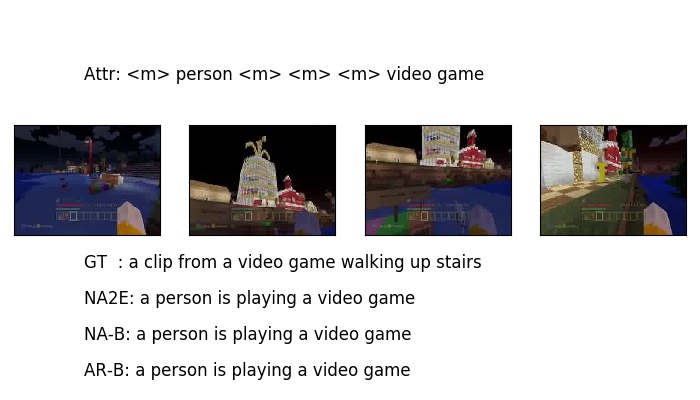 Attr: <m> person <m> <m> <m> video game
GT  : a clip from a video game walking up stairs
NA2E: a person is playing a video game
NA-B: a person is playing a video game
AR-B: a person is playing a video game